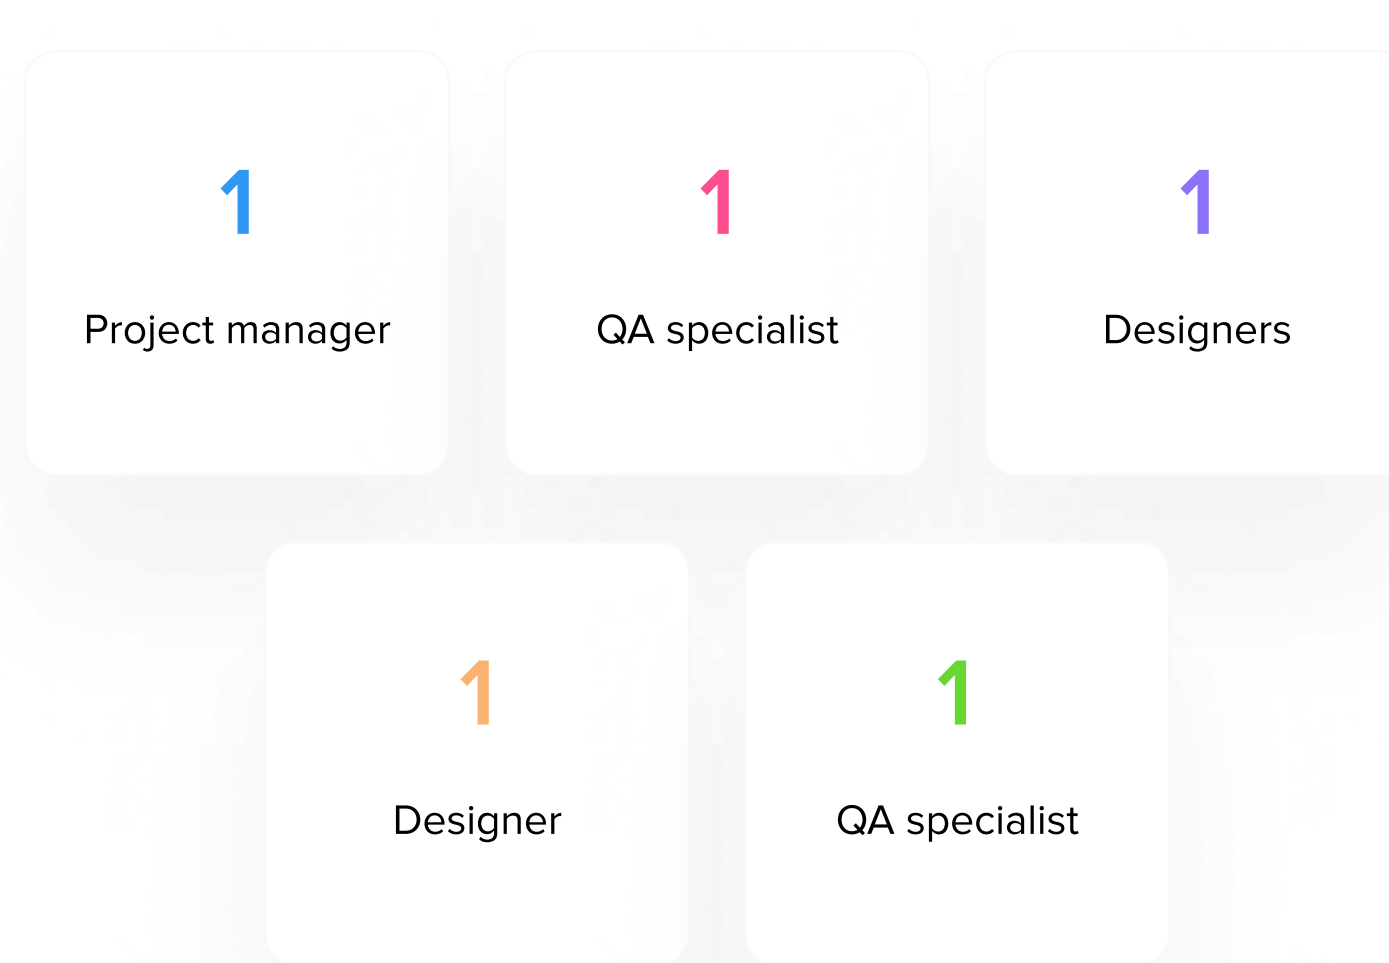 1
1
1
Project manager
QA specialist
Designers
1
1
Designer
QA specialist